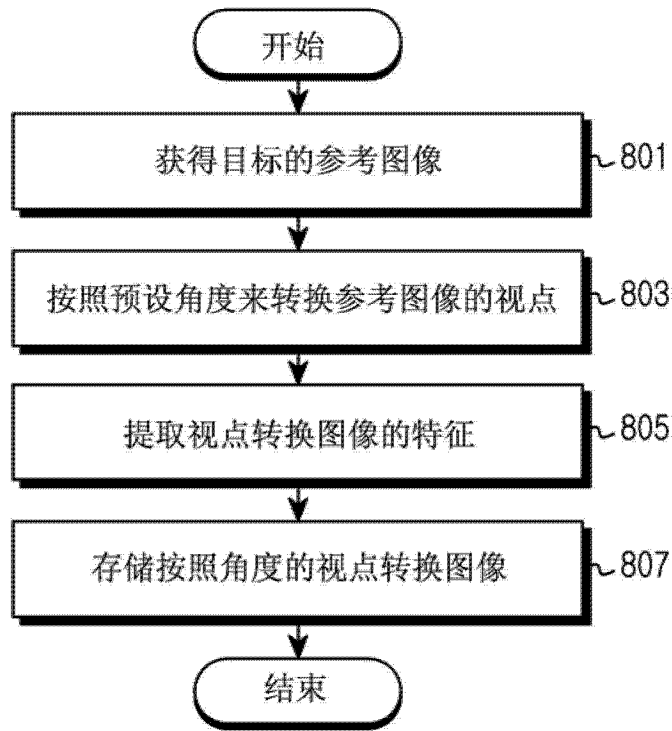 开始
获得目标的参考图像
801
按照预设角度来转换参考图像的视点
803
提取视点转换图像的特征
805
存储按照角度的视点转换图像
807
结束